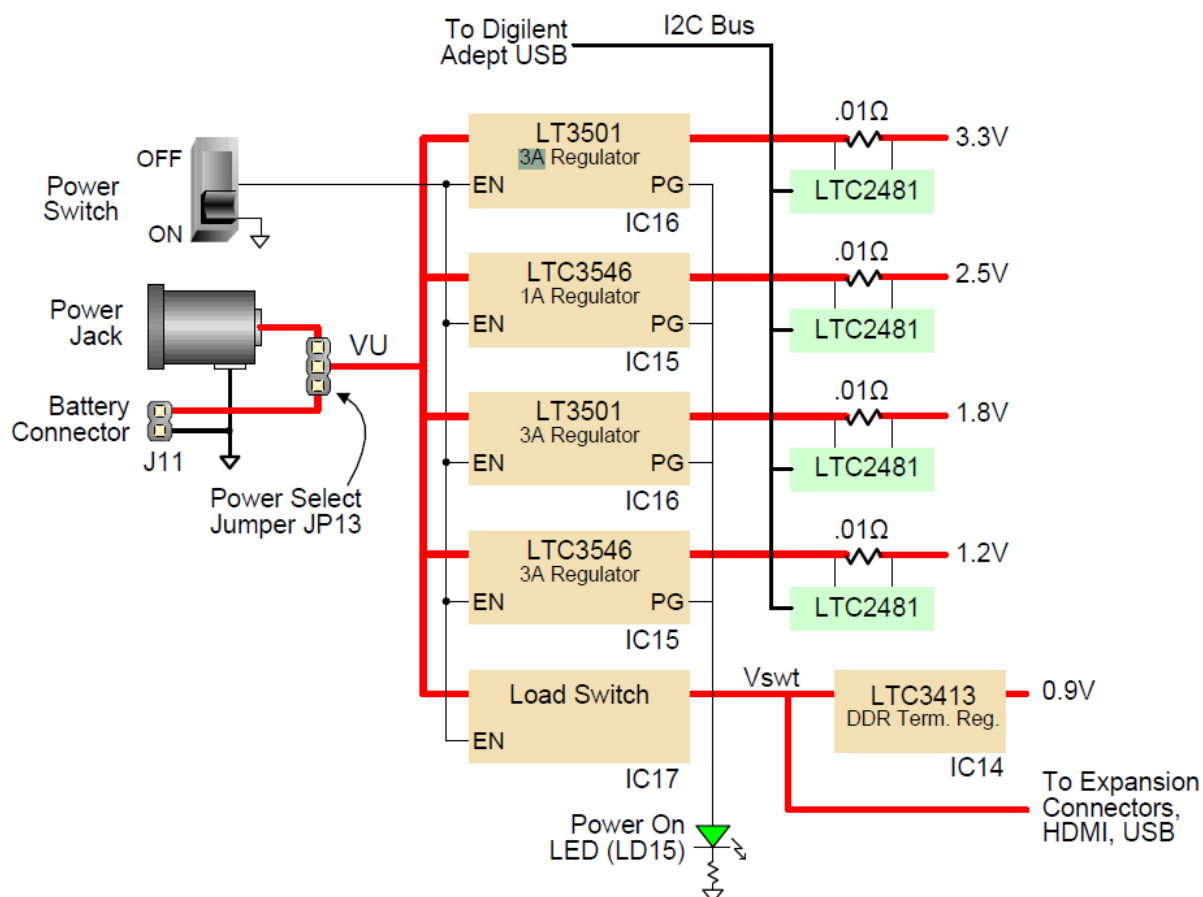 To Digilent
Adept USB
I2C Bus
OFF
Power
Switch
ON
LT3501
3A Regulator
EN
PG
IC16
.01Ω
3.3V
LTC2481
LTC3546
1A Regulator
EN
PG
IC15
.01Ω
2.5V
LTC2481
Power
Jack
VU
Battery
Connector
J11
Power Select
Jumper JP13
LT3501
3A Regulator
EN
PG
IC16
.01Ω
1.8V
LTC2481
LTC3546
3A Regulator
EN
PG
IC15
.01Ω
1.2V
LTC2481
Load Switch
EN
IC17
Vswt
LTC3413
DDR Term. Reg.
IC14
0.9V
To Expansion
Connectors,
HDMI, USB
Power On
LED (LD15)